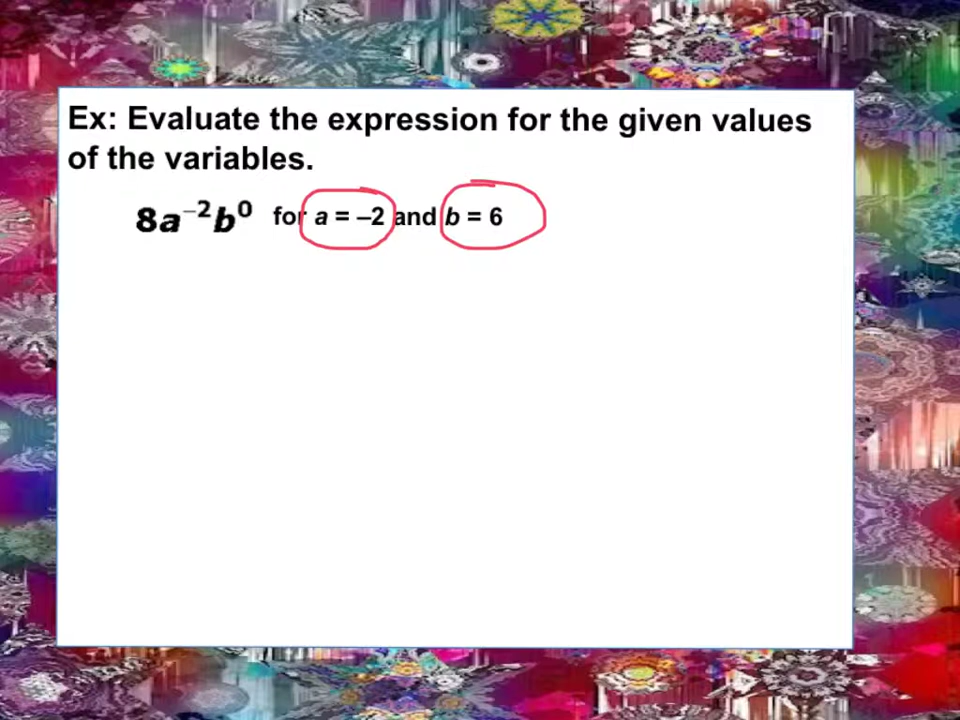 Ex: Evaluate the expression for the given values
of the variables.
8a⁻²b⁰ for a = –2 and b = 6